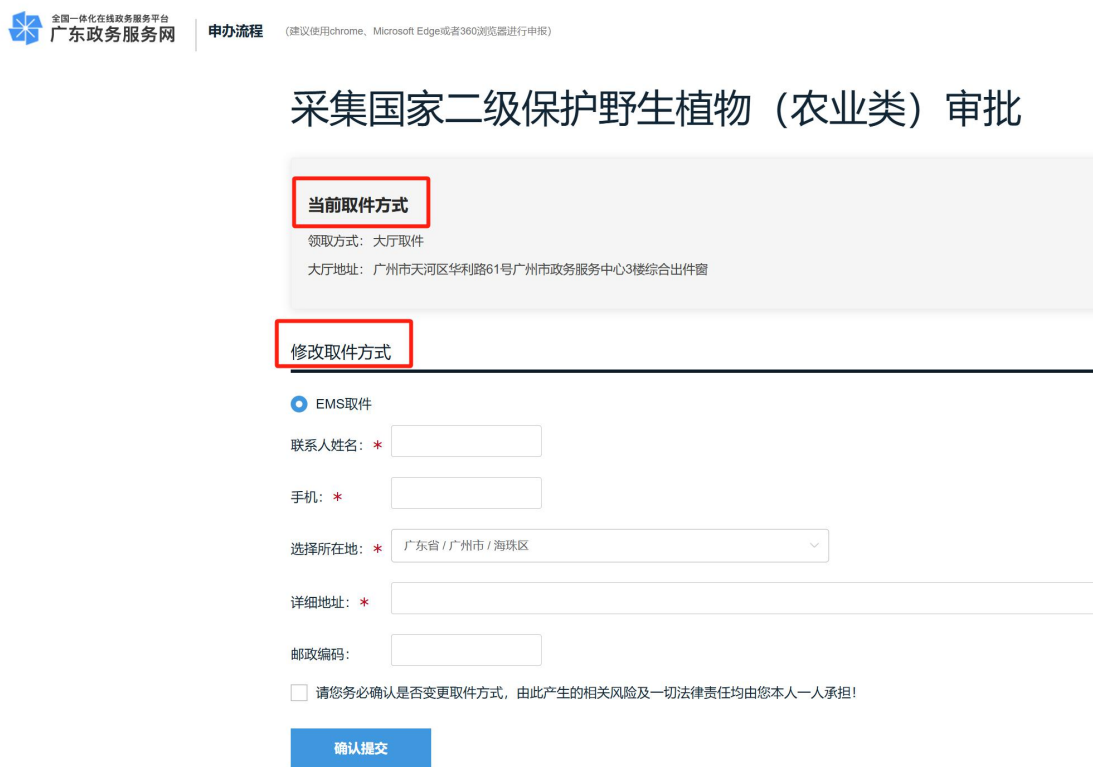 全国一体化在线政务服务平台
广东政务服务网
申办流程 (建议使用chrome、Microsoft Edge或者360浏览器进行申报)
采集国家二级保护野生植物（农业类）审批
当前取件方式
领取方式： 大厅取件
大厅地址： 广州市天河区华利路61号广州市政务服务中心3楼综合出件窗
修改取件方式
EMS取件
联系人姓名： *
手机： *
选择所在地： * 广东省 / 广州市 / 海珠区
详细地址： *
邮政编码：
请您务必确认是否变更取件方式，由此产生的相关风险及一切法律责任均由您本人一人承担！
确认提交